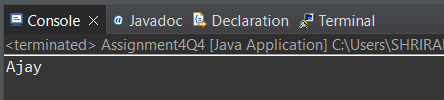 Console × @ Javadoc Declaration Terminal
<terminated> Assignment4Q4 [Java Application] C:\Users\SHRIRA
Ajay